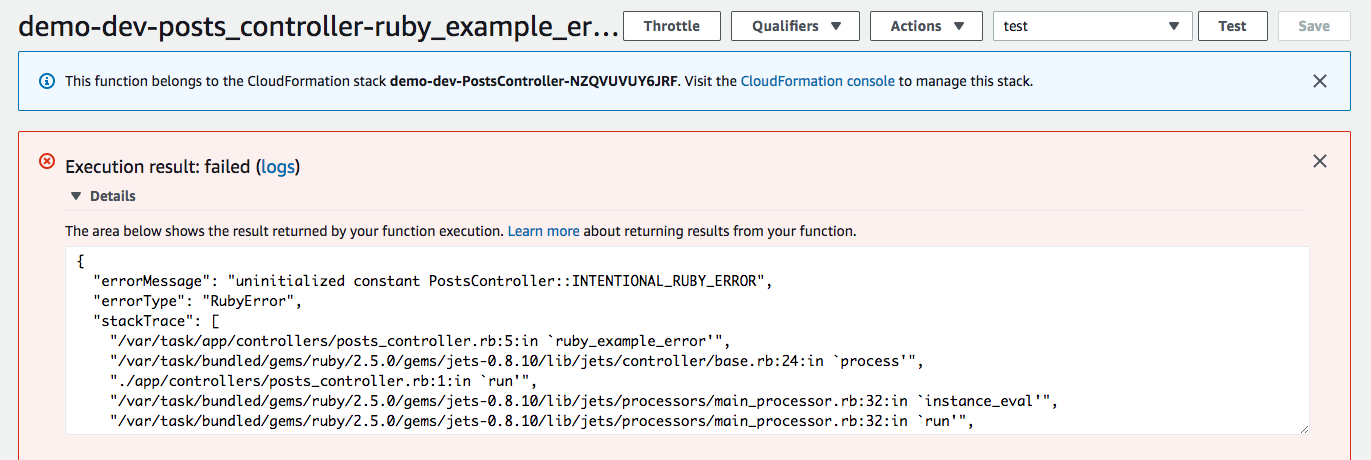 demo-dev-posts_controller-ruby_example_er... Throttle Qualifiers Actions test Test Save
This function belongs to the CloudFormation stack demo-dev-PostsController-NZQVUVUY6JRF. Visit the CloudFormation console to manage this stack.
Execution result: failed (logs)
Details
The area below shows the result returned by your function execution. Learn more about returning results from your function.
{
"errorMessage": "uninitialized constant PostsController::INTENTIONAL_RUBY_ERROR",
"errorType": "RubyError",
"stackTrace": [
"/var/task/app/controllers/posts_controller.rb:5:in `ruby_example_error'",
"/var/task/bundled/gems/ruby/2.5.0/gems/jets-0.8.10/lib/jets/controller/base.rb:24:in `process'",
"./app/controllers/posts_controller.rb:1:in `run'",
"/var/task/bundled/gems/ruby/2.5.0/gems/jets-0.8.10/lib/jets/processors/main_processor.rb:32:in `instance_eval'",
"/var/task/bundled/gems/ruby/2.5.0/gems/jets-0.8.10/lib/jets/processors/main_processor.rb:32:in `run'",